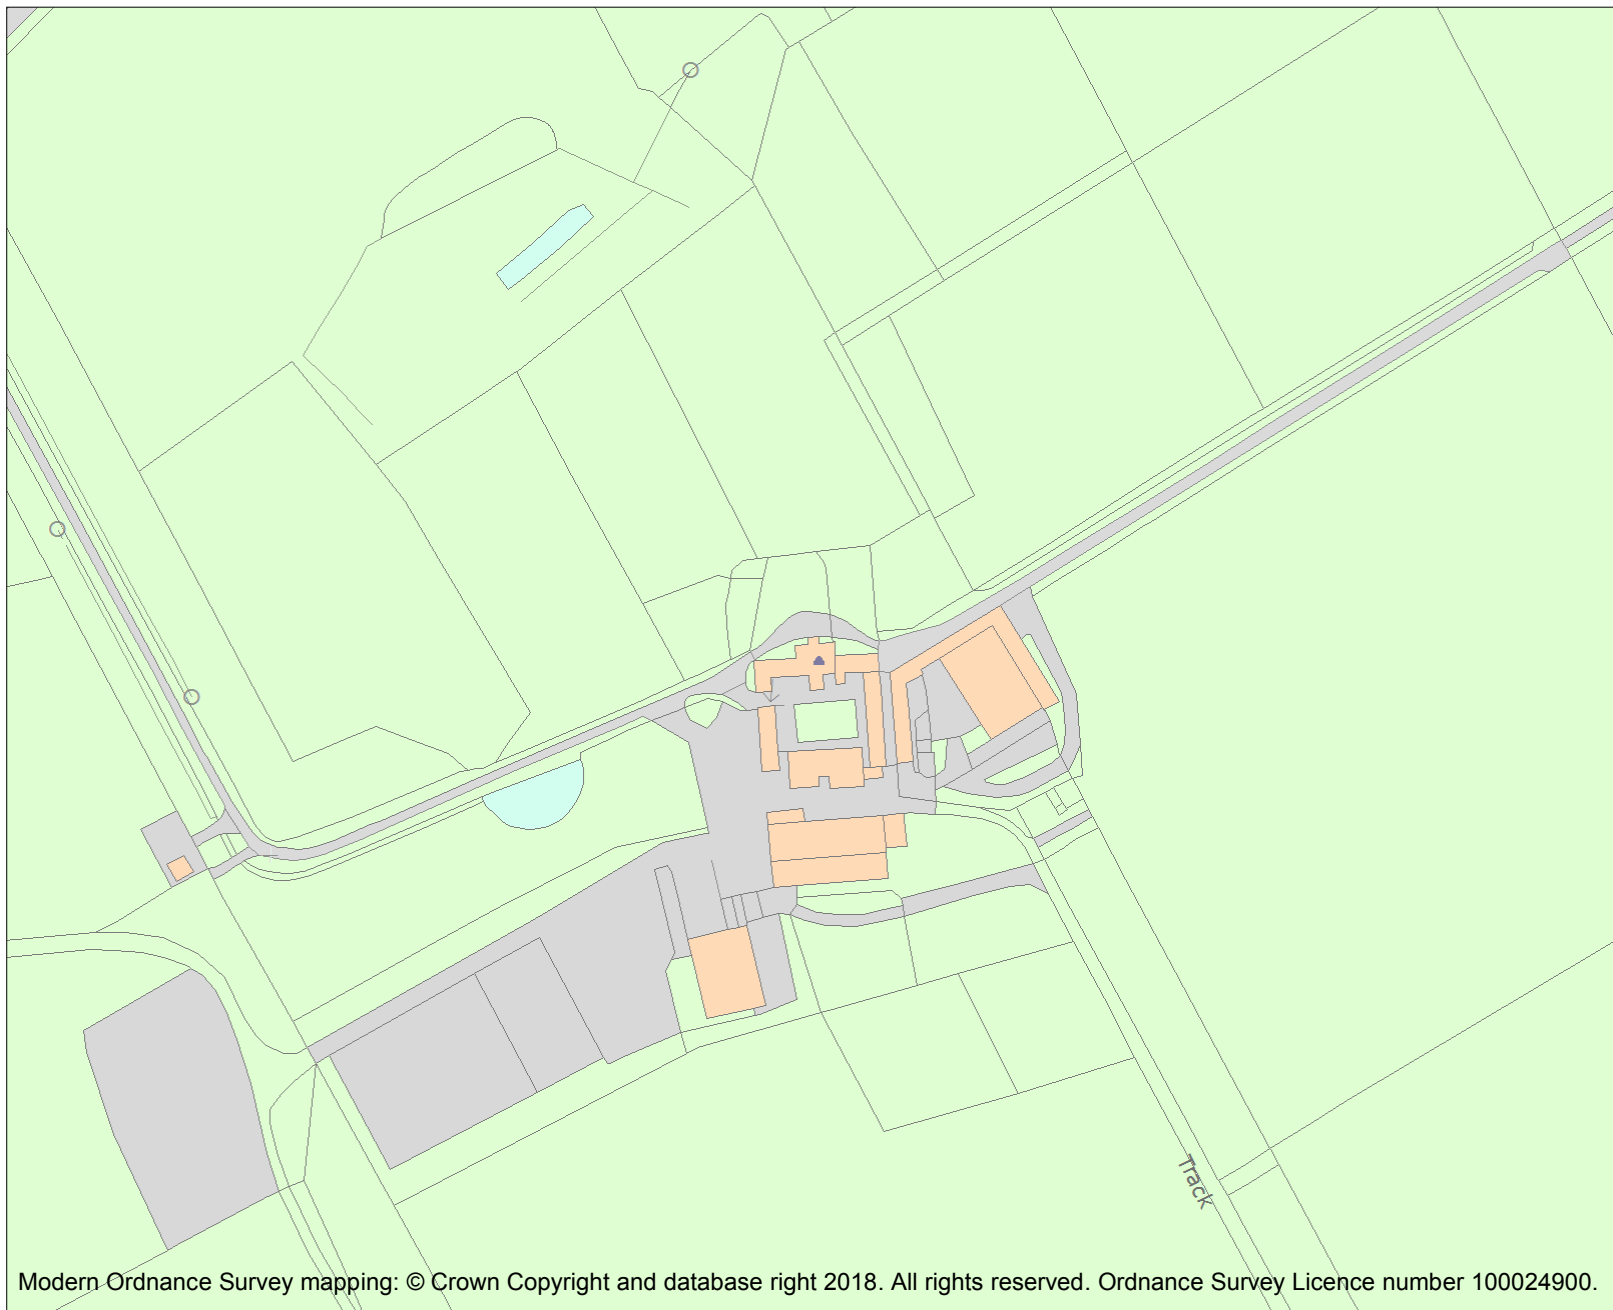 Track
Modern Ordnance Survey mapping: © Crown Copyright and database right 2018. All rights reserved. Ordnance Survey Licence number 100024900.